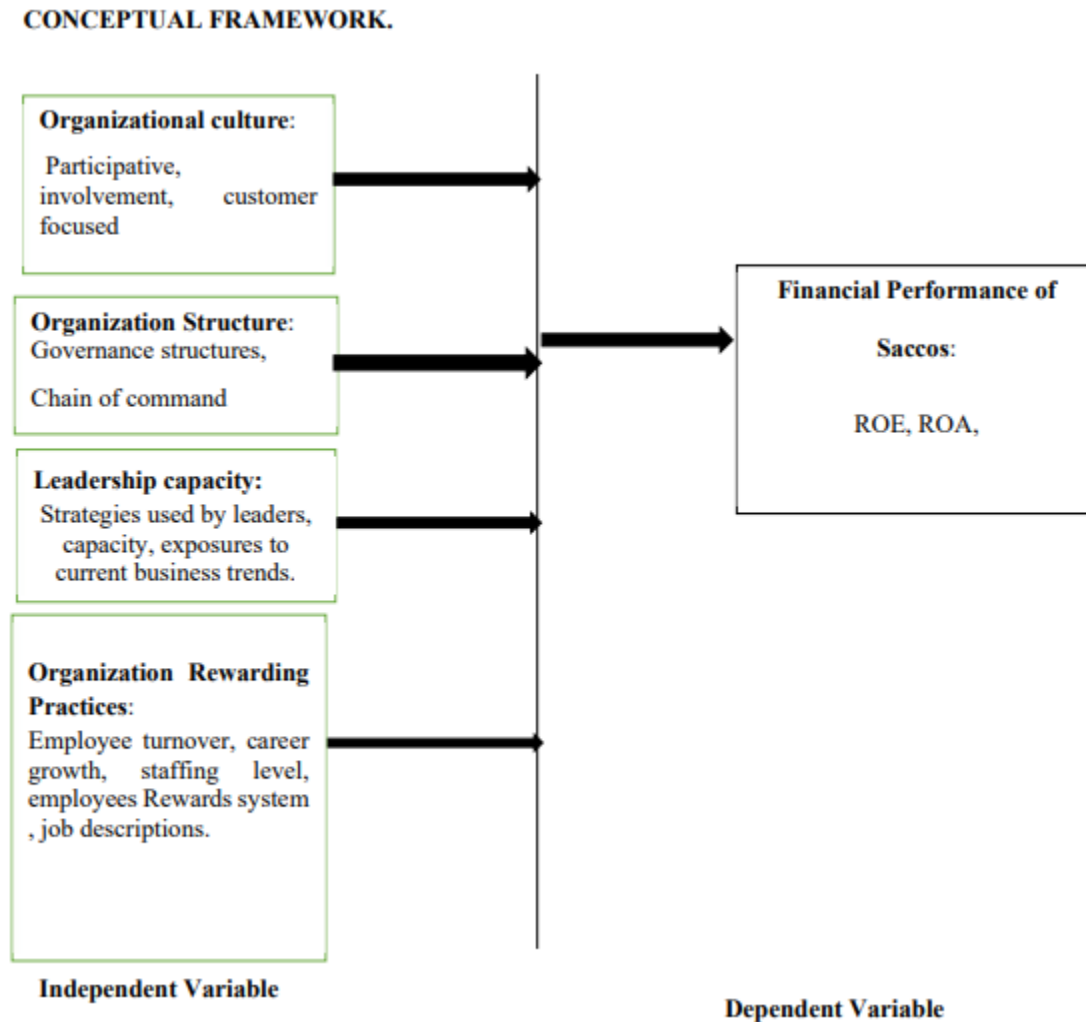 CONCEPTUAL FRAMEWORK.
Organizational culture:
Participative,
involvement, customer
focused
Organization Structure:
Governance structures,
Chain of command
Leadership capacity:
Strategies used by leaders,
capacity, exposures to
current business trends.
Organization Rewarding
Practices:
Employee turnover, career
growth, staffing level,
employees Rewards system
, job descriptions.
Independent Variable
Financial Performance of
Saccos:
ROE, ROA,
Dependent Variable